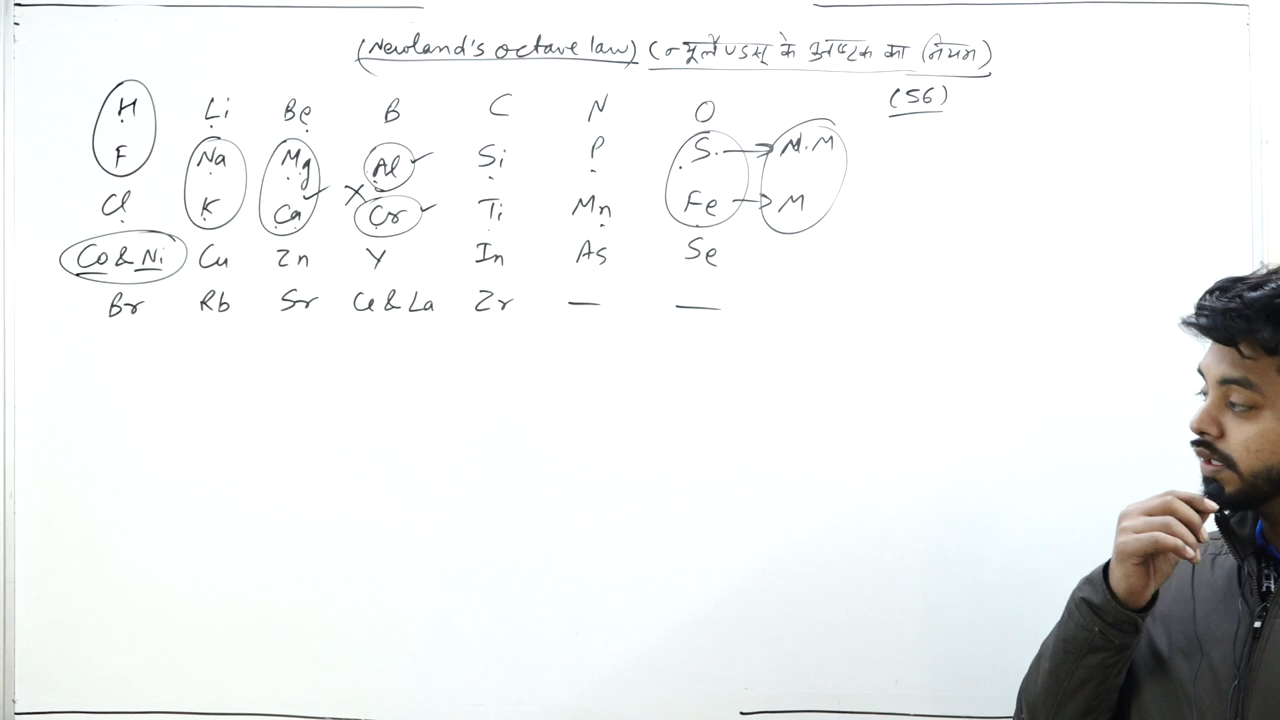 (Newland's octave law) (न्यूलैण्ड्स के अष्टक का नियम)
(56)
H Li Be B C N O
F Na Mg Al Si P S. → N.M
Cl K Ca X Cr Ti Mn Fe → M
Co & Ni Cu Zn Y In As Se
Br Rb Sr Ce & La Zr — —